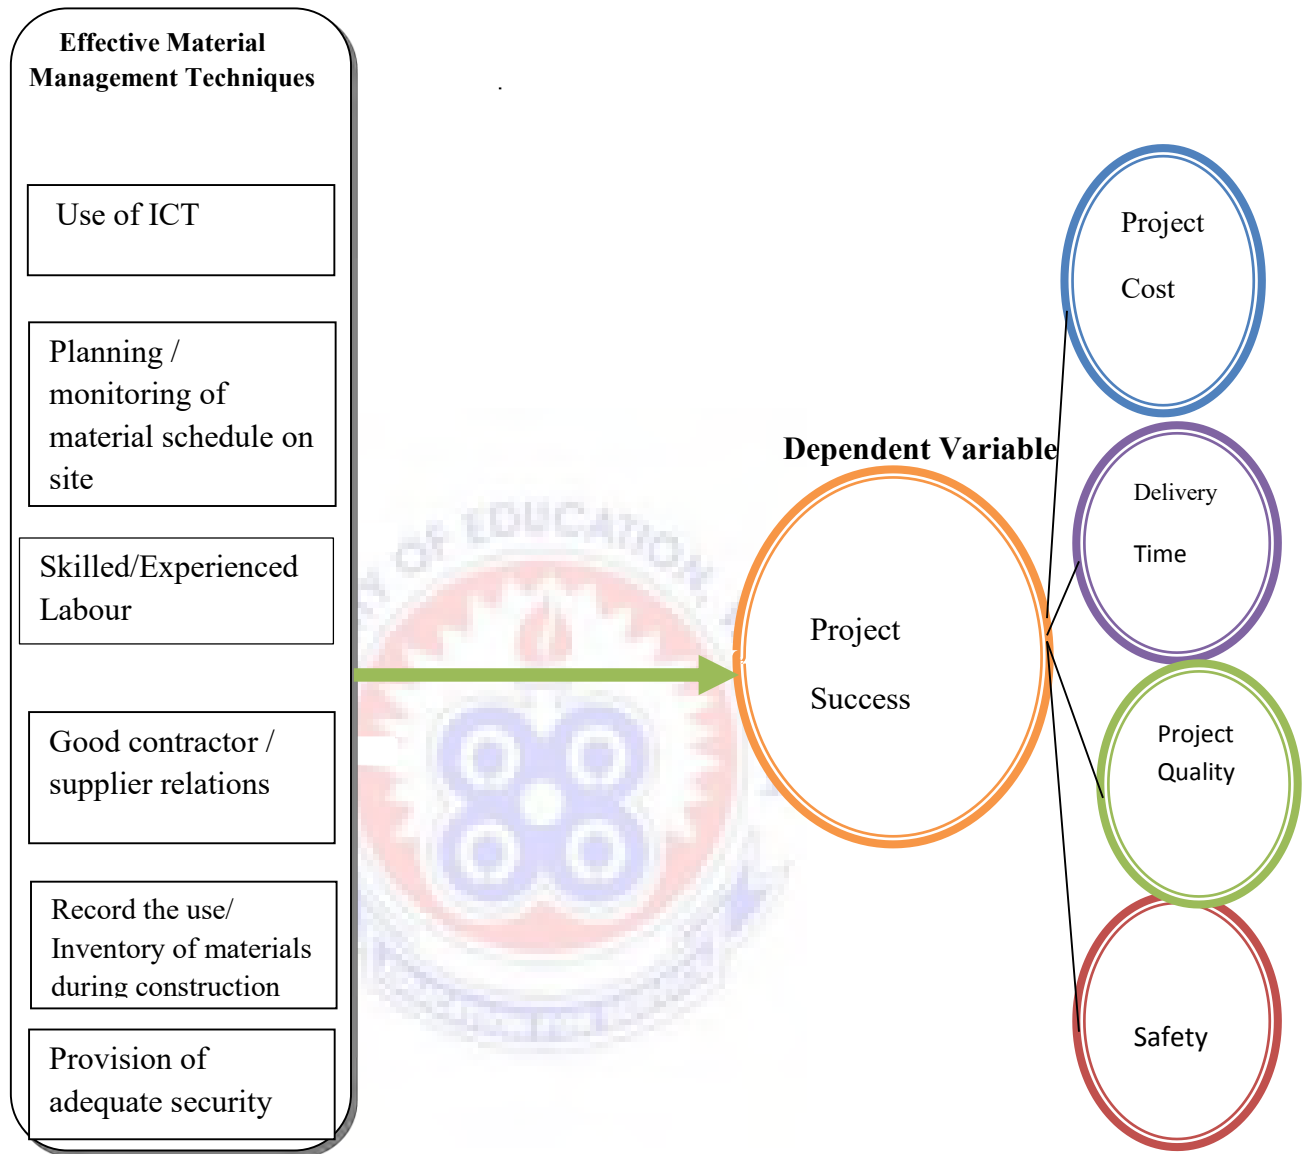 Effective Material
Management Techniques
Use of ICT
Planning /
monitoring of
material schedule on
site
Skilled/Experienced
Labour
Good contractor /
supplier relations
Record the use/
Inventory of materials
during construction
Provision of
adequate security
OF EDUCATION,
Dependent Variable
Project
Success
Project
Cost
Delivery
Time
Project
Quality
Safety